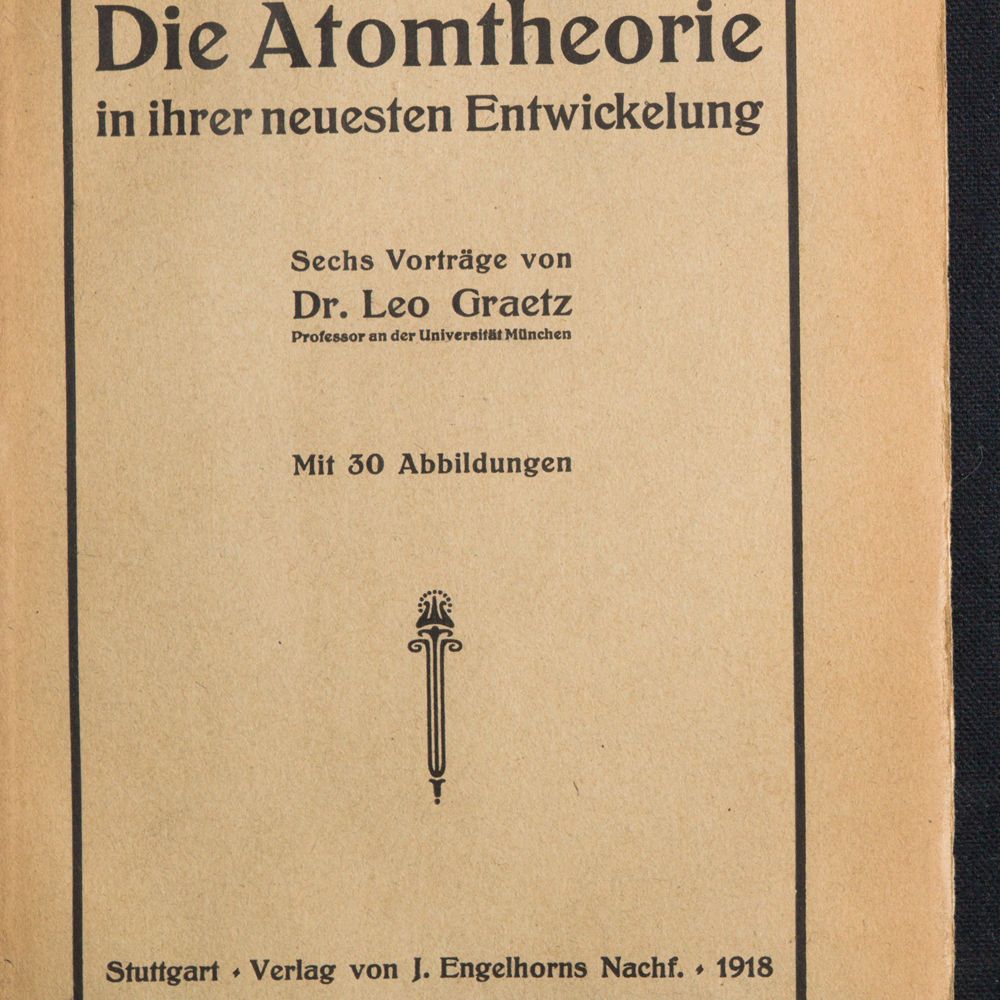 Die Atomtheorie
in ihrer neuesten Entwickelung
Sechs Vorträge von
Dr. Leo Graetz
Professor an der Universität München
Mit 30 Abbildungen
Stuttgart ⬩ Verlag von J. Engelhorns Nachf. ⬩ 1918